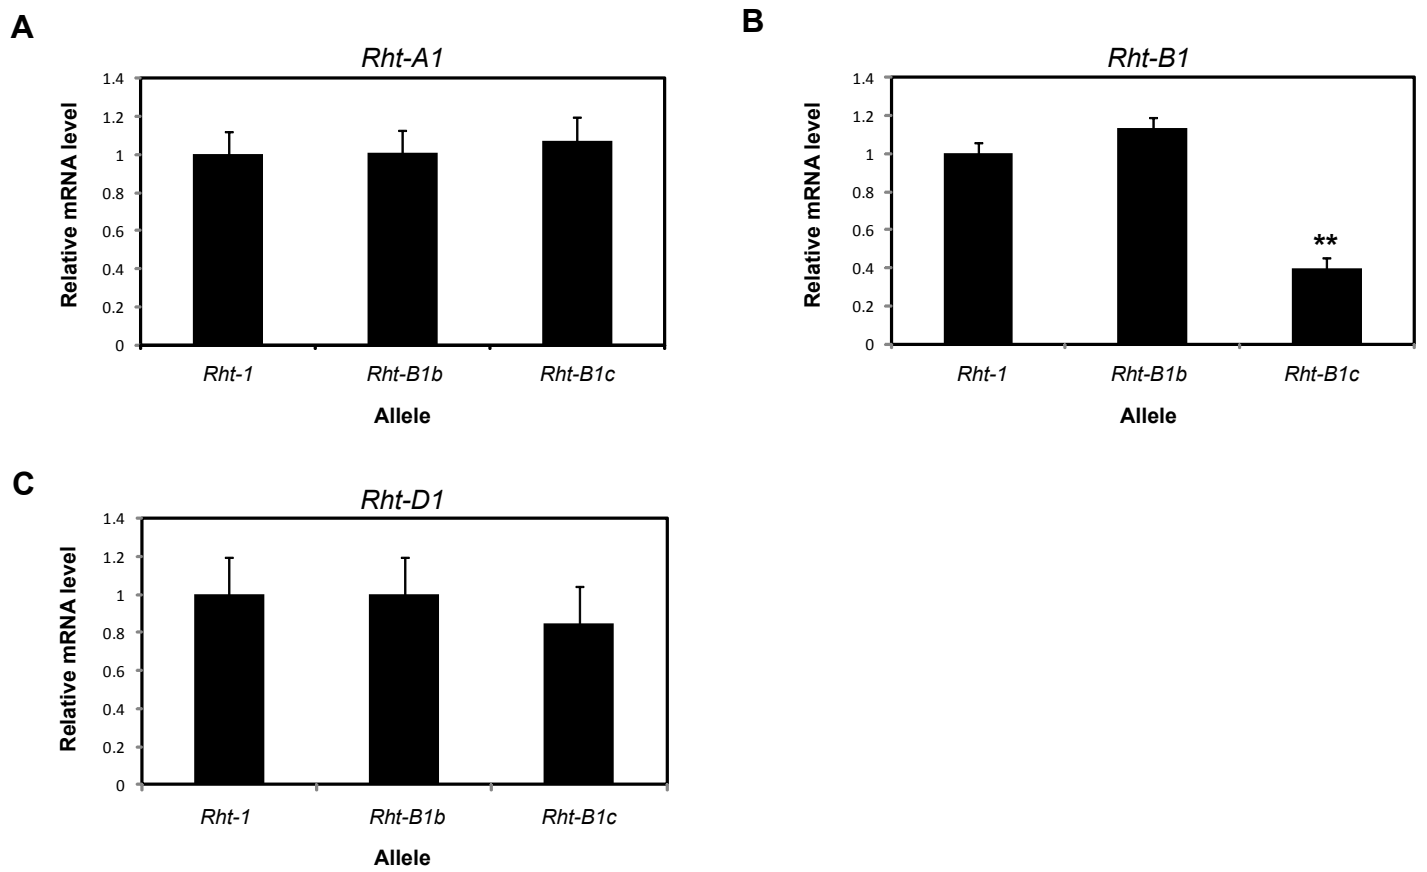 A
Rht-A1
Relative mRNA level
1.4
1.2
1
0.8
0.6
0.4
0.2
0
Rht-1 Rht-B1b Rht-B1c
Allele
B
Rht-B1
Relative mRNA level
1.4
1.2
1
0.8
0.6
0.4
0.2
0
**
Rht-1 Rht-B1b Rht-B1c
Allele
C
Rht-D1
Relative mRNA level
1.4
1.2
1
0.8
0.6
0.4
0.2
0
Rht-1 Rht-B1b Rht-B1c
Allele